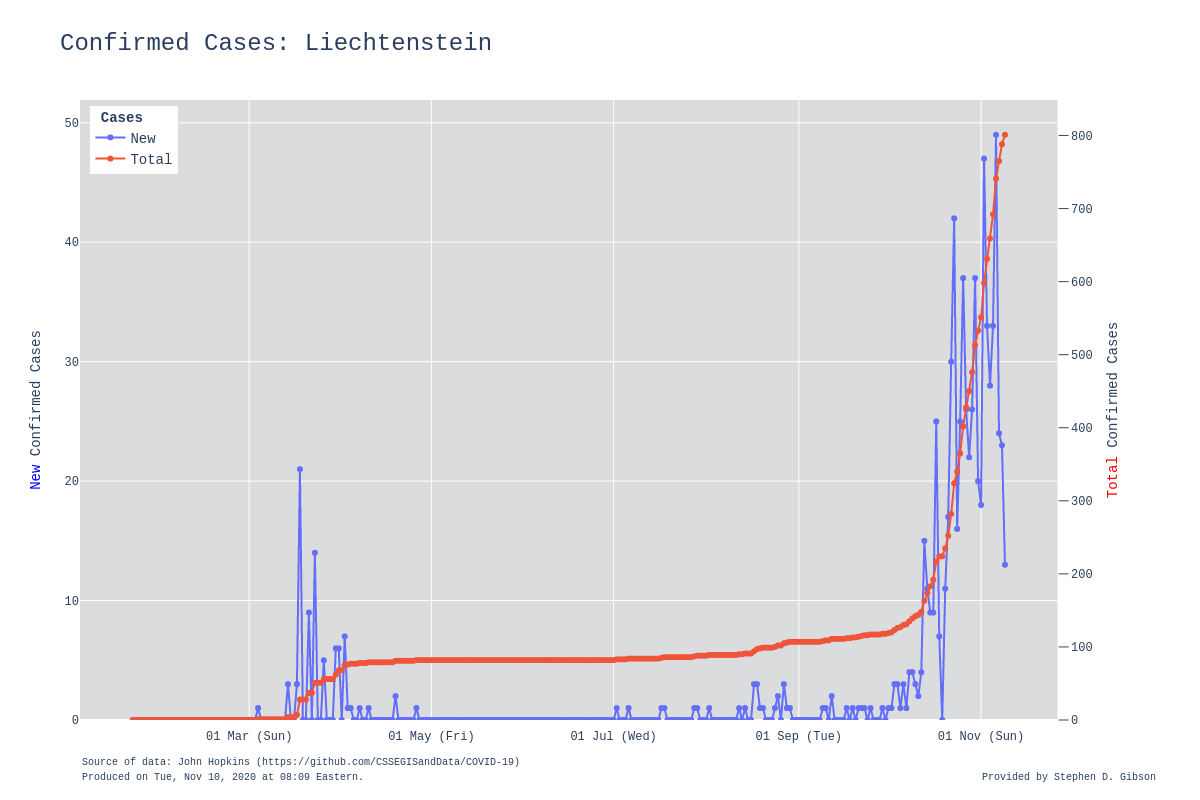 Confirmed Cases: Liechtenstein
Cases
New
Total
50
40
30
20
10
0
800
700
600
500
400
300
200
100
0
New Confirmed Cases
Total Confirmed Cases
01 Mar (Sun)
01 May (Fri)
01 Jul (Wed)
01 Sep (Tue)
01 Nov (Sun)
Source of data: John Hopkins (https://github.com/CSSEGISandData/COVID-19)
Produced on Tue, Nov 10, 2020 at 08:09 Eastern.
Provided by Stephen D. Gibson